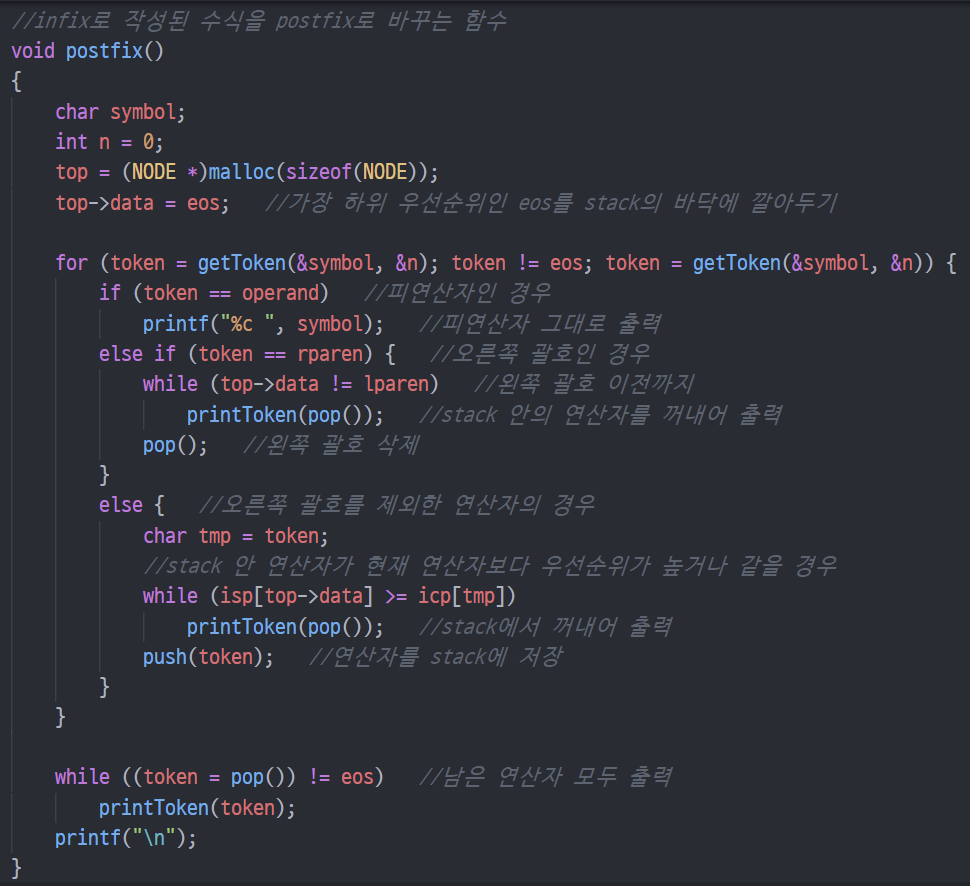 //infix로 작성된 수식을 postfix로 바꾸는 함수
void postfix()
{
    char symbol;
    int n = 0;
    top = (NODE *)malloc(sizeof(NODE));
    top->data = eos;   //가장 하위 우선순위인 eos를 stack의 바닥에 깔아두기

    for (token = getToken(&symbol, &n); token != eos; token = getToken(&symbol, &n)) {
        if (token == operand)   //피연산자인 경우
            printf("%c ", symbol);   //피연산자 그대로 출력
        else if (token == rparen) {   //오른쪽 괄호인 경우
            while (top->data != lparen)   //왼쪽 괄호 이전까지
                printToken(pop());   //stack 안의 연산자를 꺼내어 출력
            pop();   //왼쪽 괄호 삭제
        }
        else {   //오른쪽 괄호를 제외한 연산자의 경우
            char tmp = token;
            //stack 안 연산자가 현재 연산자보다 우선순위가 높거나 같을 경우
            while (isp[top->data] >= icp[tmp])
                printToken(pop());   //stack에서 꺼내어 출력
            push(token);   //연산자를 stack에 저장
        }
    }

    while ((token = pop()) != eos)   //남은 연산자 모두 출력
        printToken(token);
    printf("\n");
}